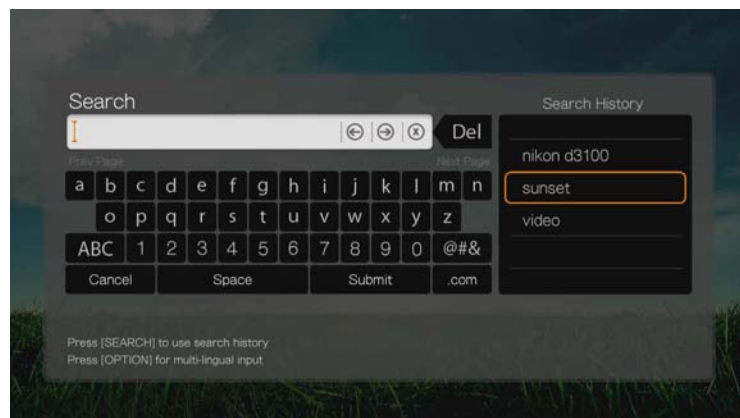 Search
Search History
Del
Prev Page
Next Page
a b c d e f g h i j k l m n
o p q r s t u v w x y z
ABC 1 2 3 4 5 6 7 8 9 0 @#&
Cancel Space Submit .com
nikon d3100
sunset
video
Press [SEARCH] to use search history
Press [OPTION] for multi-lingual input